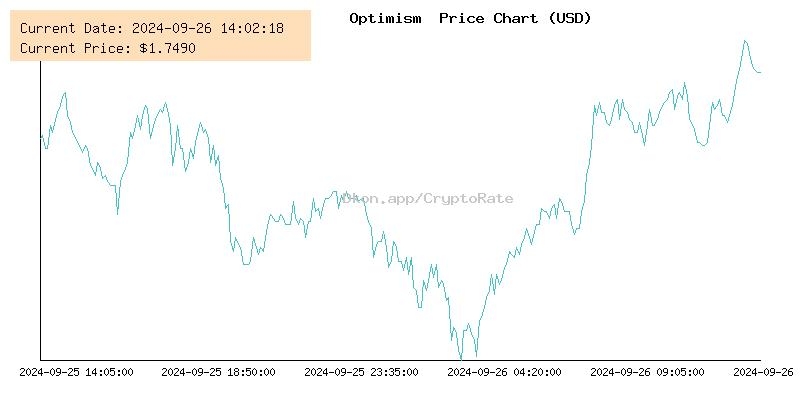 Optimism Price Chart (USD)
Current Date: 2024-09-26 14:02:18
Current Price: $1.7490
D4on.app/CryptoRate
2024-09-25 14:05:00 2024-09-25 18:50:00 2024-09-25 23:35:00 2024-09-26 04:20:00 2024-09-26 09:05:00 2024-09-26